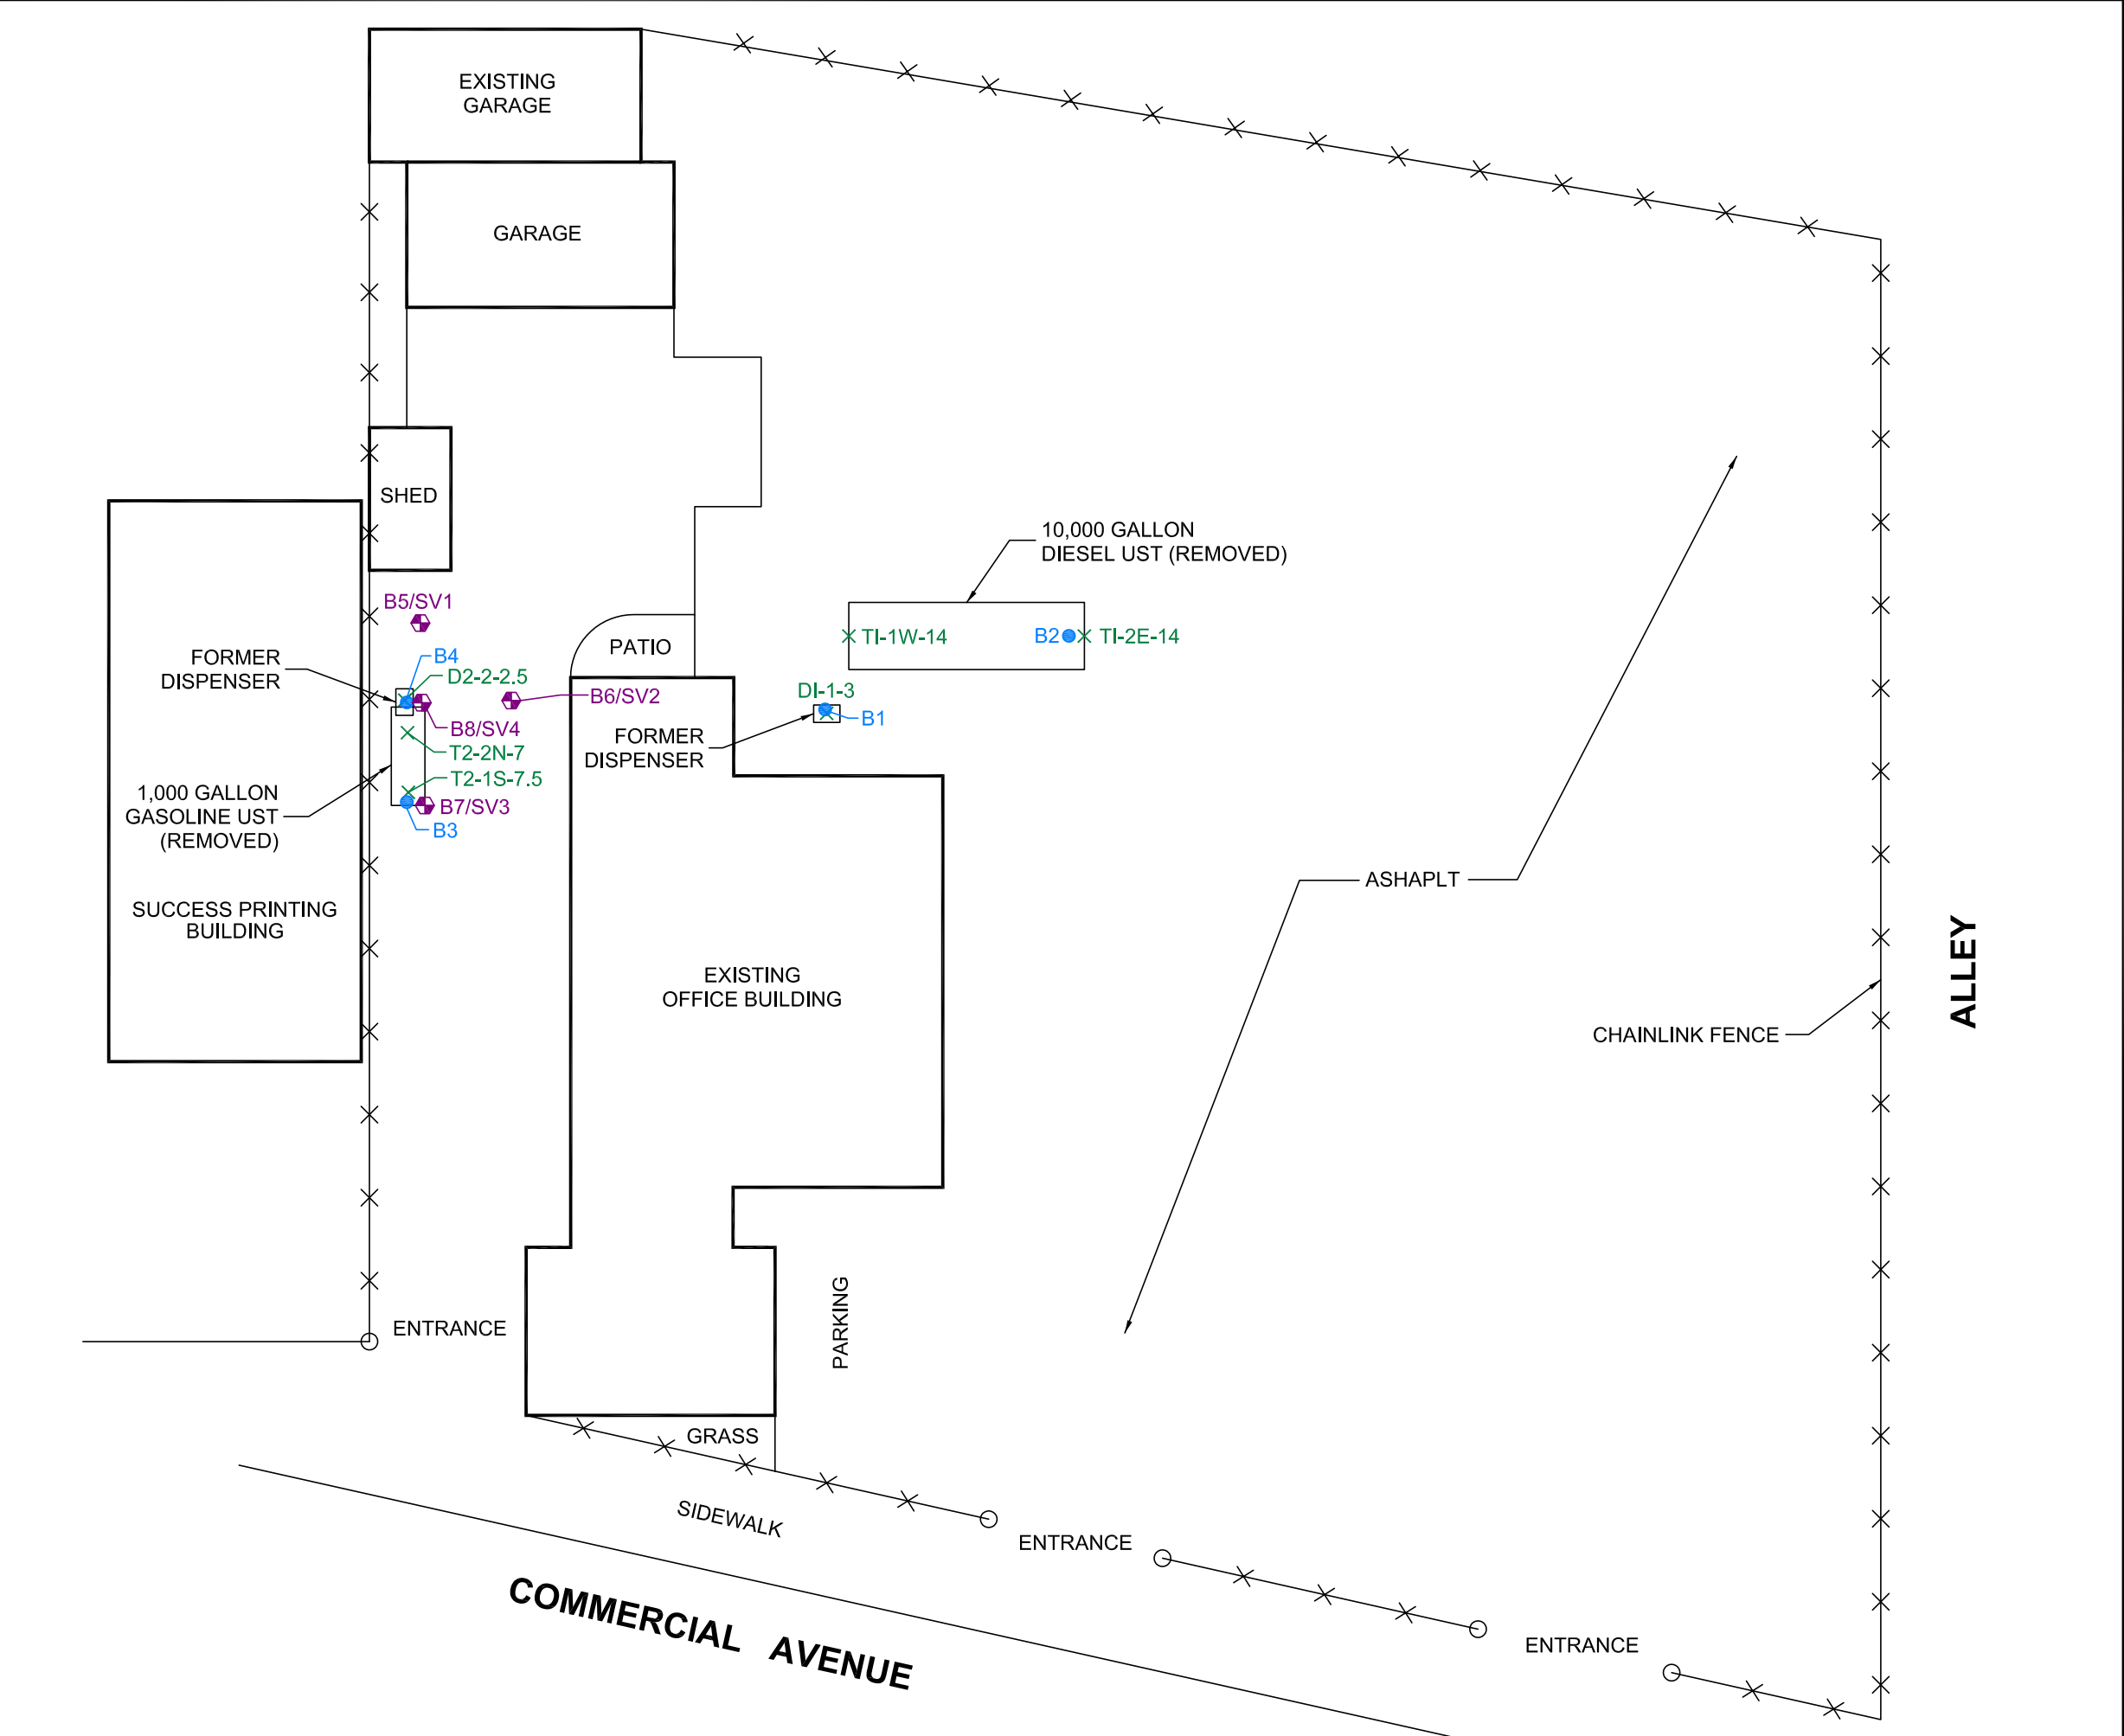 EXISTING
GARAGE
GARAGE
SHED
10,000 GALLON
DIESEL UST (REMOVED)
B5/SV1
FORMER
DISPENSER
B4
D2-2-2.5
PATIO
B6/SV2
TI-1W-14
B2
TI-2E-14
DI-1-3
B1
FORMER
DISPENSER
B8/SV4
T2-2N-7
T2-1S-7.5
B7/SV3
B3
1,000 GALLON
GASOLINE UST
(REMOVED)
SUCCESS PRINTING
BUILDING
ASHAPLT
EXISTING
OFFICE BUILDING
CHAINLINK FENCE
ALLEY
ENTRANCE
PARKING
GRASS
SIDEWALK
ENTRANCE
ENTRANCE
COMMERCIAL AVENUE